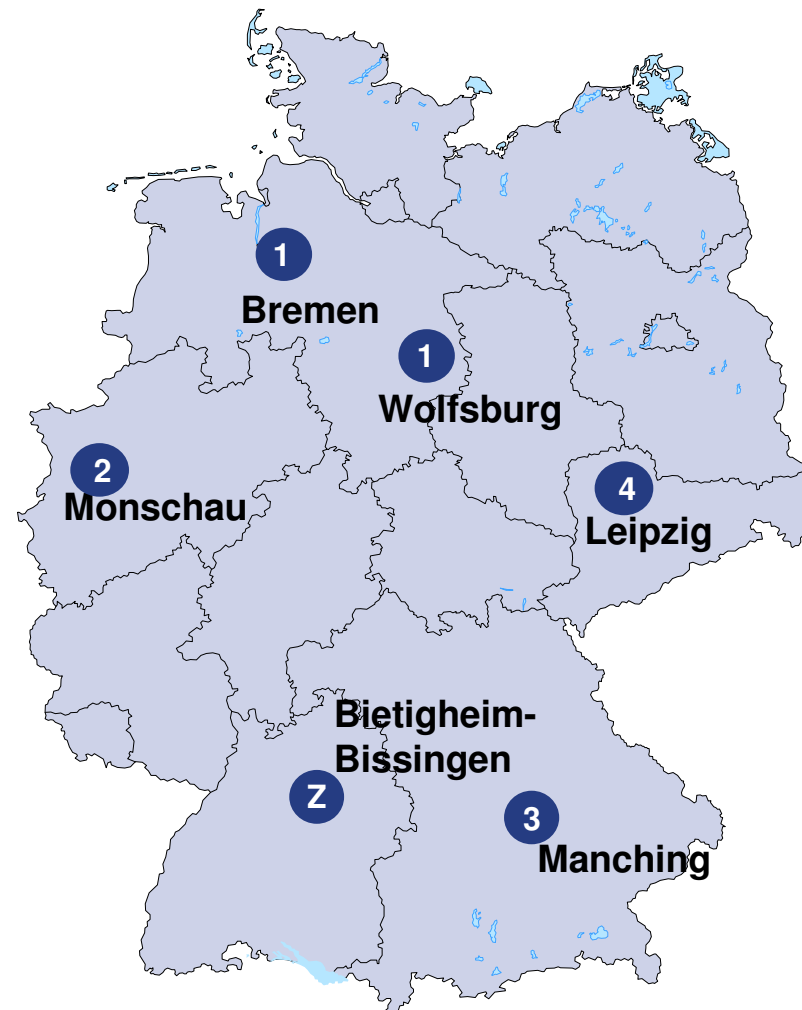 1
Bremen
1
Wolfsburg
2
Monschau
4
Leipzig
Bietigheim-
Bissingen
Z
3
Manching